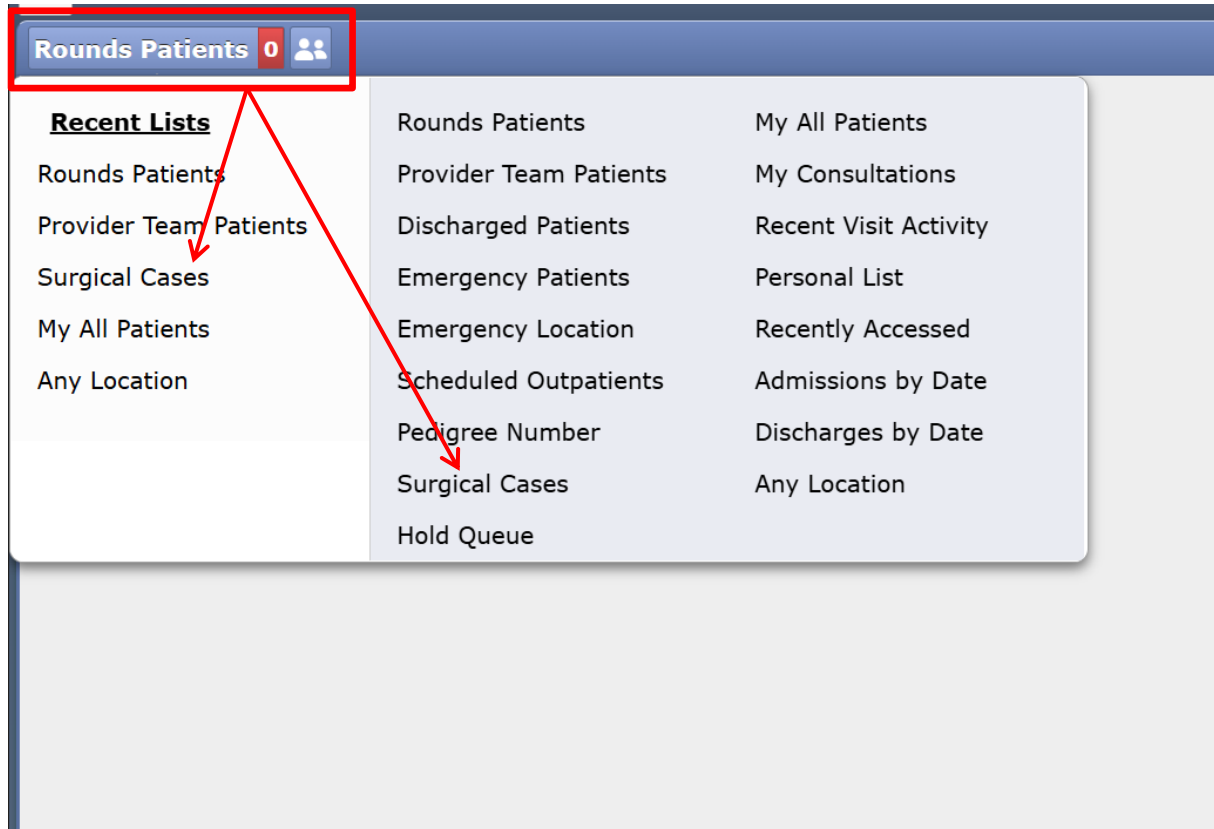 Rounds Patients 0
Recent Lists
Rounds Patients
Provider Team Patients
Surgical Cases
My All Patients
Any Location
Rounds Patients
Provider Team Patients
Discharged Patients
Emergency Patients
Emergency Location
Scheduled Outpatients
Pedigree Number
Surgical Cases
Hold Queue
My All Patients
My Consultations
Recent Visit Activity
Personal List
Recently Accessed
Admissions by Date
Discharges by Date
Any Location